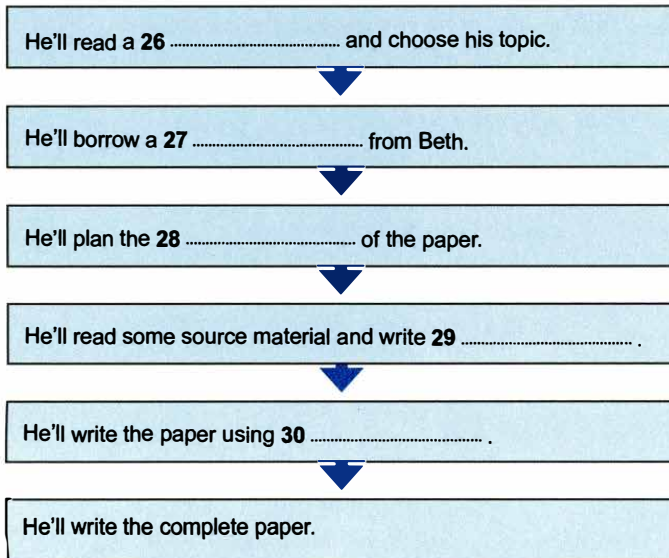 He'll read a 26 ........................................ and choose his topic.
He'll borrow a 27 ........................................ from Beth.
He'll plan the 28 ........................................ of the paper.
He'll read some source material and write 29 ........................................ .
He'll write the paper using 30 ........................................ .
He'll write the complete paper.